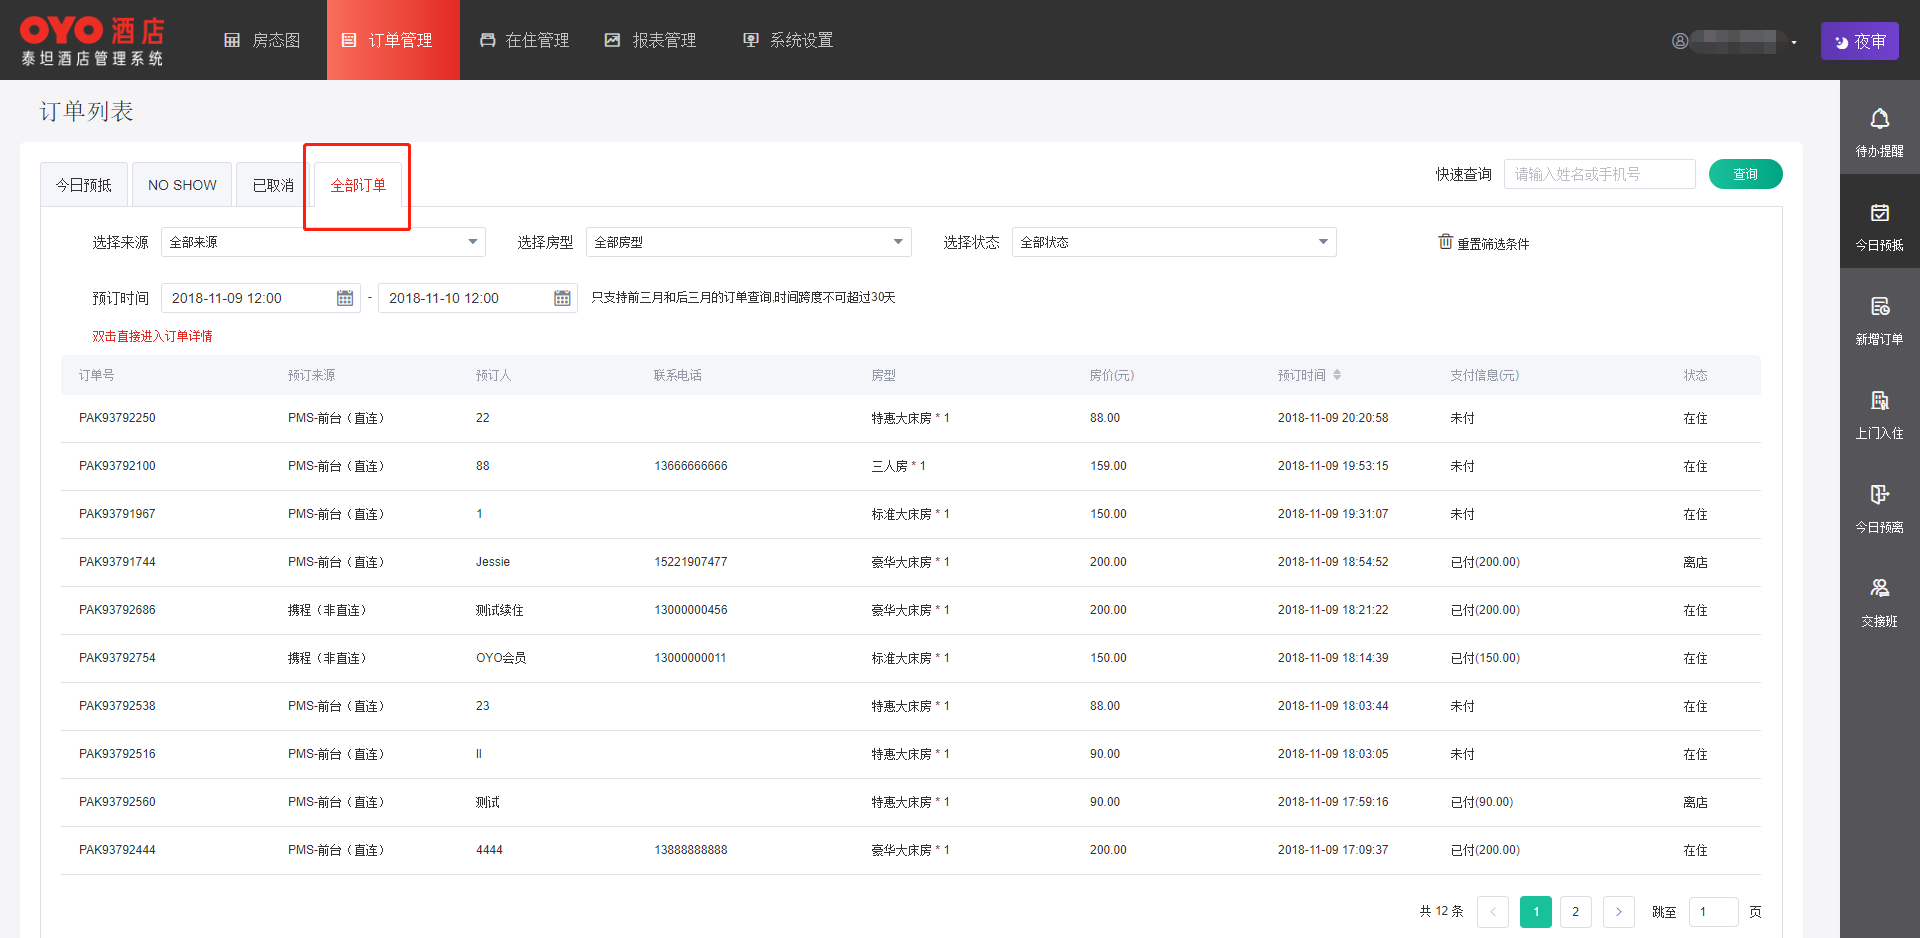 OYO 酒店
泰坦酒店管理系统
房态图 订单管理 在住管理 报表管理 系统设置 夜审
订单列表
今日预抵 NO SHOW 已取消 全部订单 快速查询 请输入姓名或手机号 查询
选择来源 全部来源 选择房型 全部房型 选择状态 全部状态 重置筛选条件
预订时间 2018-11-09 12:00 - 2018-11-10 12:00 只支持前三月和后三月的订单查询,时间跨度不可超过30天
双击直接进入订单详情
订单号 预订来源 预订人 联系电话 房型 房价(元) 预订时间 支付信息(元) 状态
PAK93792250 PMS-前台（直连） 22 特惠大床房 * 1 88.00 2018-11-09 20:20:58 未付 在住
PAK93792100 PMS-前台（直连） 88 13666666666 三人房 * 1 159.00 2018-11-09 19:53:15 未付 在住
PAK93791967 PMS-前台（直连） 1 标准大床房 * 1 150.00 2018-11-09 19:31:07 未付 在住
PAK93791744 PMS-前台（直连） Jessie 15221907477 豪华大床房 * 1 200.00 2018-11-09 18:54:52 已付(200.00) 离店
PAK93792686 携程（非直连） 测试续住 13000000456 豪华大床房 * 1 200.00 2018-11-09 18:21:22 已付(200.00) 在住
PAK93792754 携程（非直连） OYO会员 13000000011 标准大床房 * 1 150.00 2018-11-09 18:14:39 已付(150.00) 在住
PAK93792538 PMS-前台（直连） 23 特惠大床房 * 1 88.00 2018-11-09 18:03:44 未付 在住
PAK93792516 PMS-前台（直连） ll 特惠大床房 * 1 90.00 2018-11-09 18:03:05 未付 在住
PAK93792560 PMS-前台（直连） 测试 特惠大床房 * 1 90.00 2018-11-09 17:59:16 已付(90.00) 离店
PAK93792444 PMS-前台（直连） 4444 13888888888 豪华大床房 * 1 200.00 2018-11-09 17:09:37 已付(200.00) 在住
共 12 条 < 1 2 > 跳至 1 页
待办提醒
今日预抵
新增订单
上门入住
今日预离
交接班